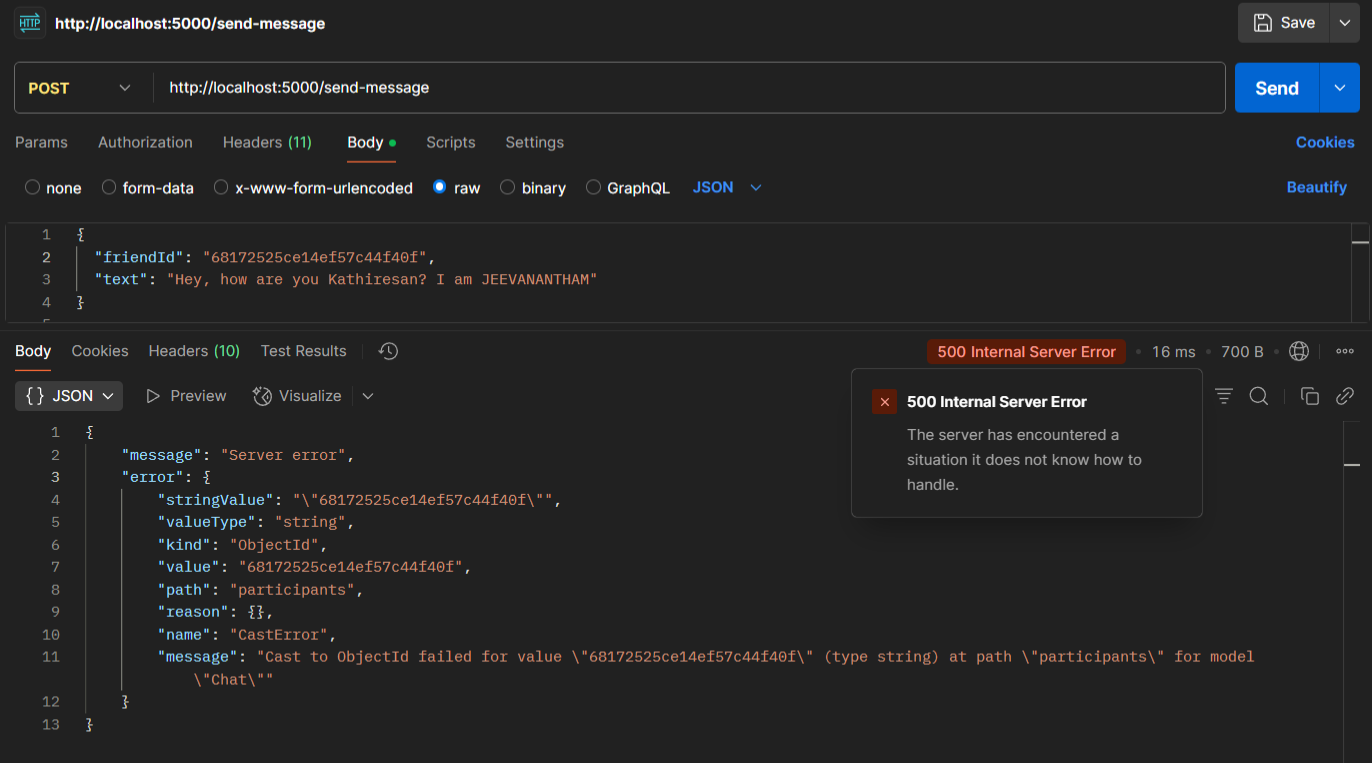 HTTP http://localhost:5000/send-message Save
POST http://localhost:5000/send-message Send
Params Authorization Headers (11) Body Scripts Settings Cookies
none form-data x-www-form-urlencoded raw binary GraphQL JSON Beautify
1 {
2 "friendId": "68172525ce14ef57c44f40f",
3 "text": "Hey, how are you Kathiresan? I am JEEVANANTHAM"
4 }
5
Body Cookies Headers (10) Test Results 500 Internal Server Error • 16 ms • 700 B
{} JSON Preview Visualize
500 Internal Server Error
The server has encountered a
situation it does not know how to
handle.
1 {
2 "message": "Server error",
3 "error": {
4 "stringValue": "\"68172525ce14ef57c44f40f\"",
5 "valueType": "string",
6 "kind": "ObjectId",
7 "value": "68172525ce14ef57c44f40f",
8 "path": "participants",
9 "reason": {},
10 "name": "CastError",
11 "message": "Cast to ObjectId failed for value \"68172525ce14ef57c44f40f\" (type string) at path \"participants\" for model
\"Chat\""
12 }
13 }